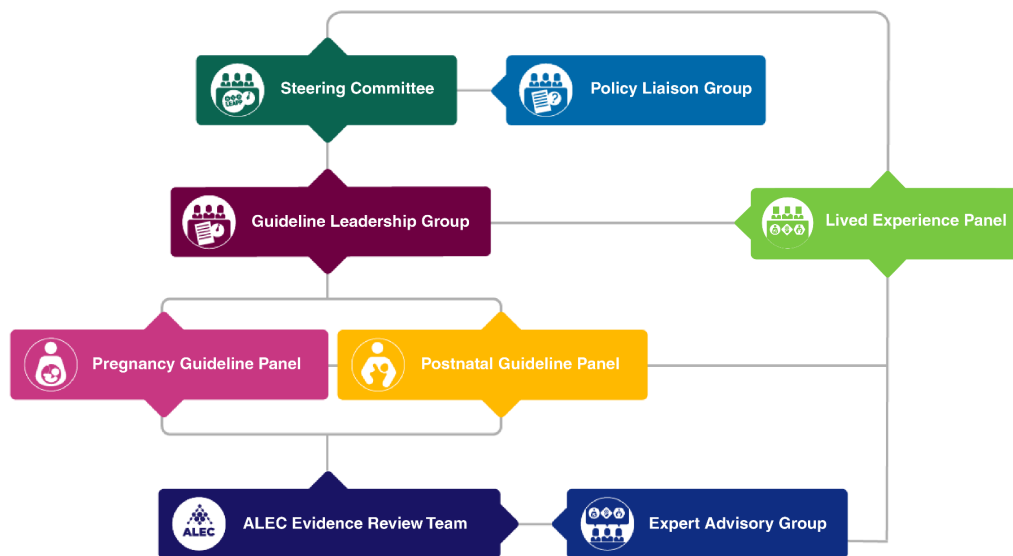 Steering Committee
LEAPP
Policy Liaison Group
?
Guideline Leadership Group
Lived Experience Panel
Pregnancy Guideline Panel
Postnatal Guideline Panel
ALEC
ALEC Evidence Review Team
Expert Advisory Group